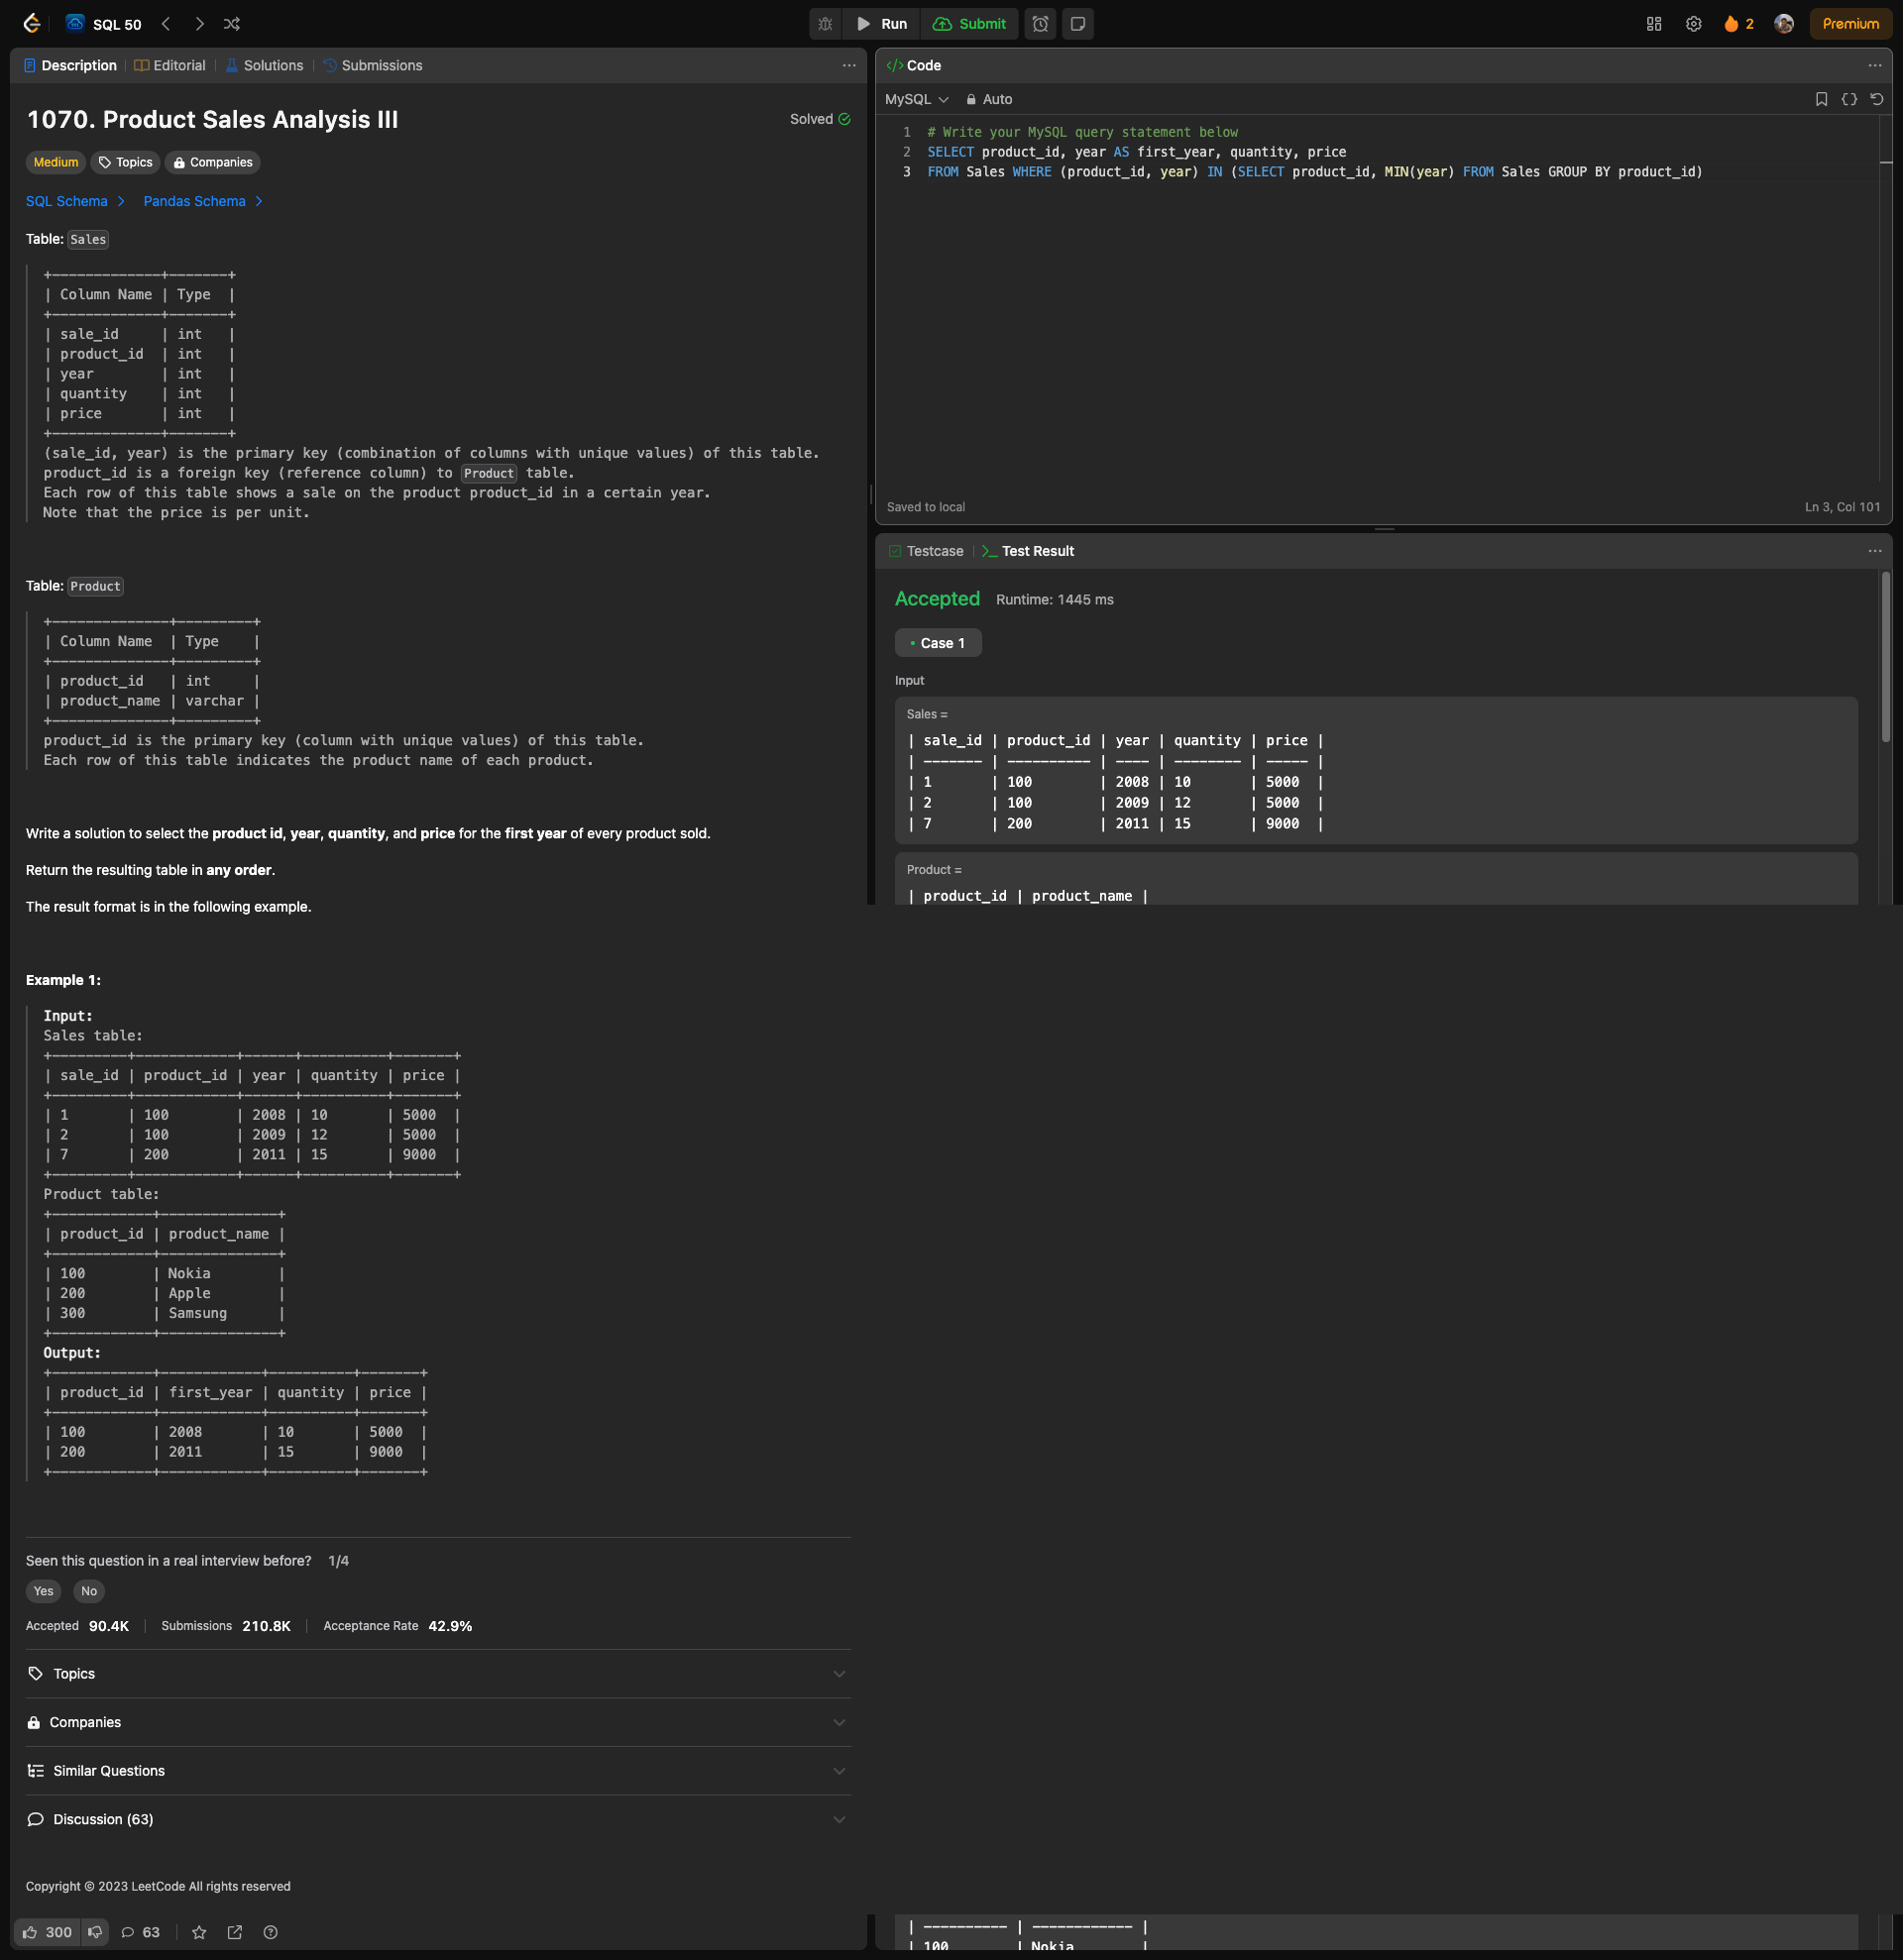 SQL 50
Run
Submit
2
Premium
Description
Editorial
Solutions
Submissions
1070. Product Sales Analysis III
Solved
Medium
Topics
Companies
SQL Schema
Pandas Schema
Table: Sales
+-------------+-------+
| Column Name | Type  |
+-------------+-------+
| sale_id     | int   |
| product_id  | int   |
| year        | int   |
| quantity    | int   |
| price       | int   |
+-------------+-------+
(sale_id, year) is the primary key (combination of columns with unique values) of this table.
product_id is a foreign key (reference column) to Product table.
Each row of this table shows a sale on the product product_id in a certain year.
Note that the price is per unit.
Table: Product
+--------------+---------+
| Column Name  | Type    |
+--------------+---------+
| product_id   | int     |
| product_name | varchar |
+--------------+---------+
product_id is the primary key (column with unique values) of this table.
Each row of this table indicates the product name of each product.
Write a solution to select the product id, year, quantity, and price for the first year of every product sold.
Return the resulting table in any order.
The result format is in the following example.
Example 1:
Input:
Sales table:
+---------+------------+------+----------+-------+
| sale_id | product_id | year | quantity | price |
+---------+------------+------+----------+-------+
| 1       | 100        | 2008 | 10       | 5000  |
| 2       | 100        | 2009 | 12       | 5000  |
| 7       | 200        | 2011 | 15       | 9000  |
+---------+------------+------+----------+-------+
Product table:
+------------+--------------+
| product_id | product_name |
+------------+--------------+
| 100        | Nokia        |
| 200        | Apple        |
| 300        | Samsung      |
+------------+--------------+
Output:
+------------+------------+----------+-------+
| product_id | first_year | quantity | price |
+------------+------------+----------+-------+
| 100        | 2008       | 10       | 5000  |
| 200        | 2011       | 15       | 9000  |
+------------+------------+----------+-------+
Seen this question in a real interview before? 1/4
Yes
No
Accepted 90.4K
Submissions 210.8K
Acceptance Rate 42.9%
Topics
Companies
Similar Questions
Discussion (63)
Copyright © 2023 LeetCode All rights reserved
300
63
Code
MySQL
Auto
1 # Write your MySQL query statement below
2 SELECT product_id, year AS first_year, quantity, price
3 FROM Sales WHERE (product_id, year) IN (SELECT product_id, MIN(year) FROM Sales GROUP BY product_id)
Saved to local
Ln 3, Col 101
Testcase
Test Result
Accepted
Runtime: 1445 ms
Case 1
Input
Sales =
| sale_id | product_id | year | quantity | price |
| ------- | ---------- | ---- | -------- | ----- |
| 1       | 100        | 2008 | 10       | 5000  |
| 2       | 100        | 2009 | 12       | 5000  |
| 7       | 200        | 2011 | 15       | 9000  |
Product =
| product_id | product_name |
| ---------- | ------------ |
| 100        | Nokia        |